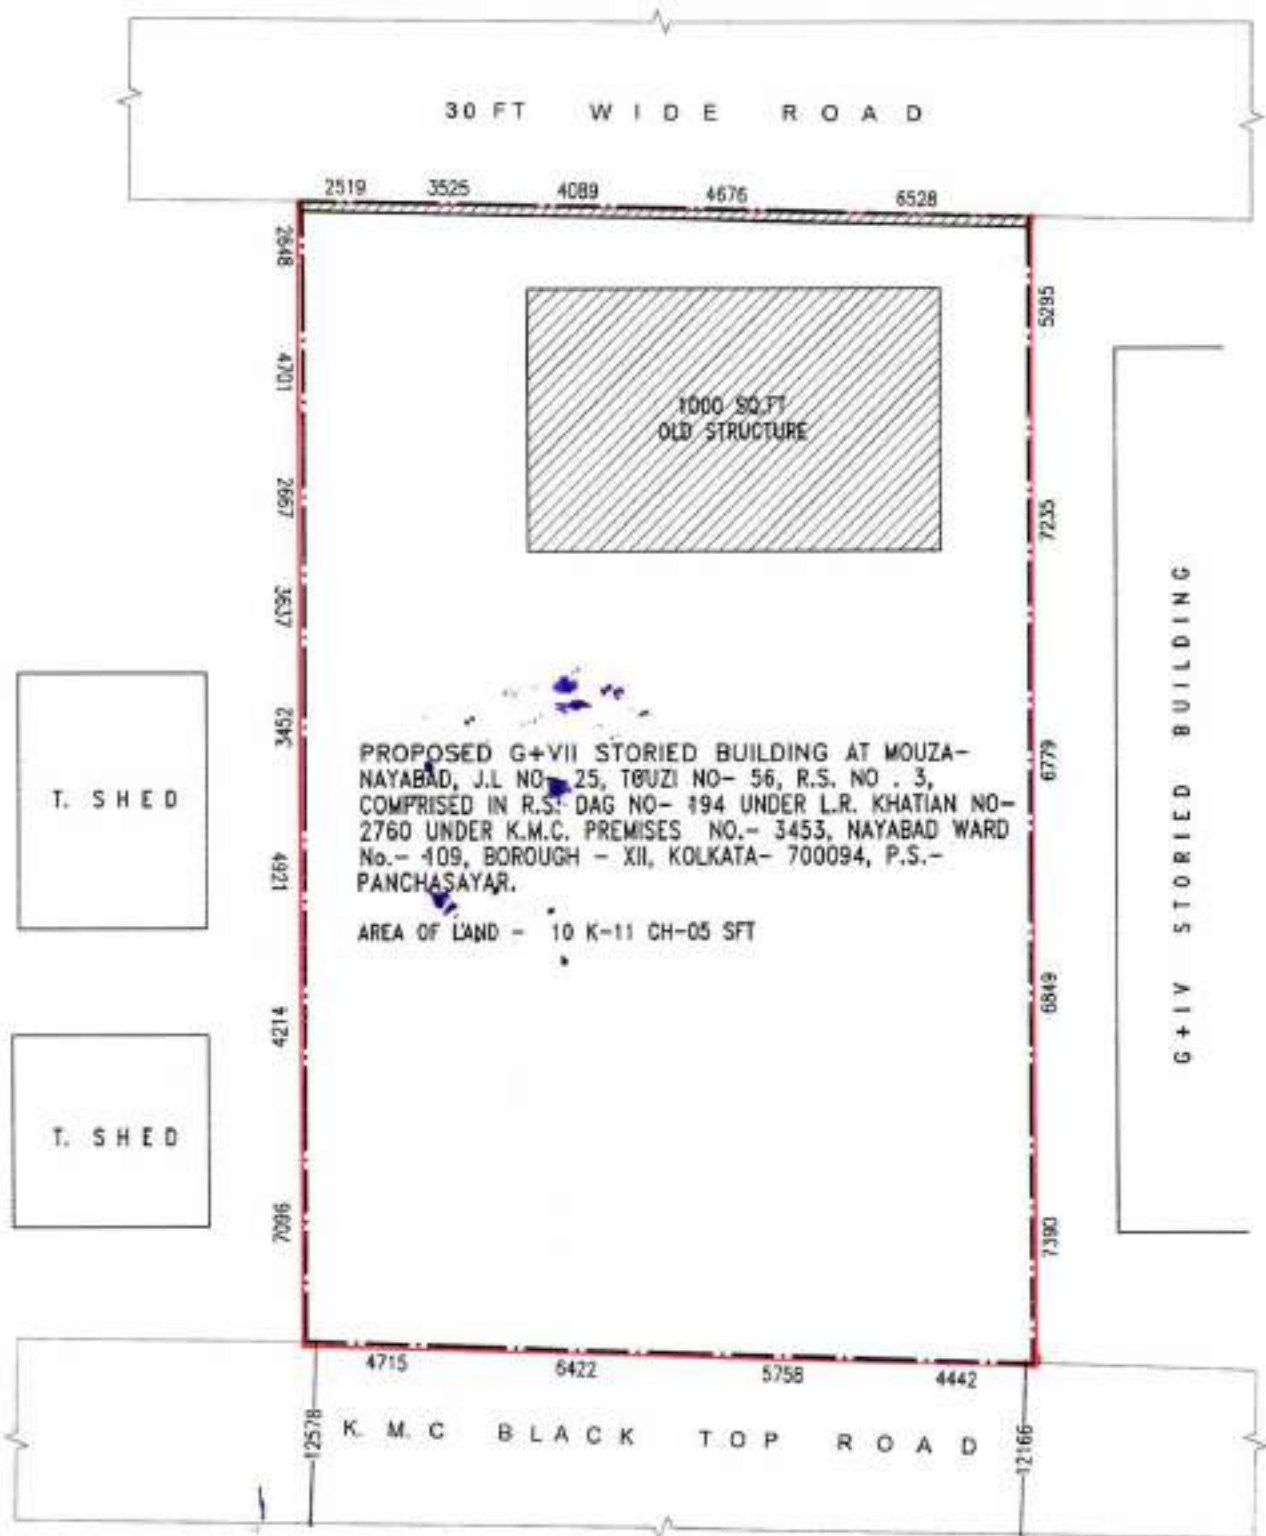 30 FT WIDE ROAD
2519 3525 4089 4676 6528
2648
4074
2667
3637
3452
4921
4214
7096
5295
7235
6779
6849
7390
1000 SQ.FT
OLD STRUCTURE
G+IV STORIED BUILDING
T. SHED
T. SHED
PROPOSED G+VII STORIED BUILDING AT MOUZA-
NAYABAD, J.L NO- 25, TOUZI NO- 56, R.S. NO . 3,
COMPRISED IN R.S. DAG NO- 194 UNDER L.R. KHATIAN NO-
2760 UNDER K.M.C. PREMISES NO.- 3453, NAYABAD WARD
No.- 109, BOROUGH - XII, KOLKATA- 700094, P.S.-
PANCHASAYAR.
AREA OF LAND - 10 K-11 CH-05 SFT
4715 6422 5758 4442
12578
K. M. C BLACK TOP ROAD
12166